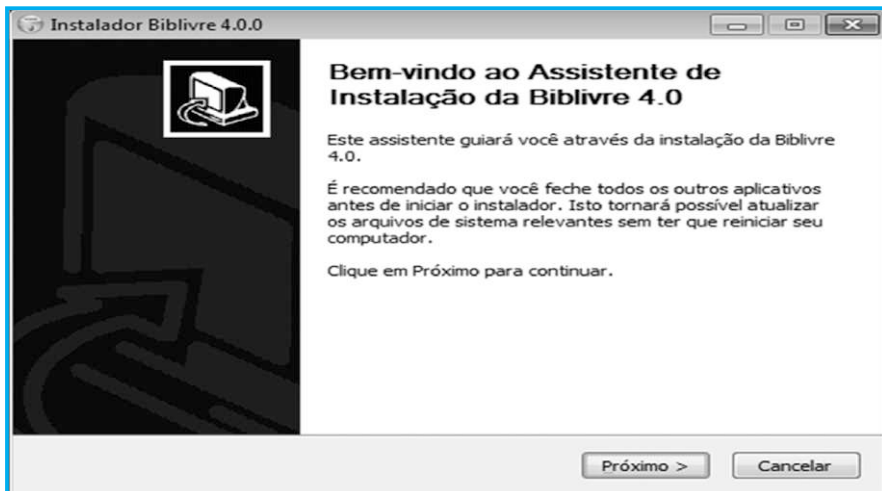 Instalador Biblivre 4.0.0
Bem-vindo ao Assistente de
Instalação da Biblivre 4.0
Este assistente guiará você através da instalação da Biblivre
4.0.
É recomendado que você feche todos os outros aplicativos
antes de iniciar o instalador. Isto tornará possível atualizar
os arquivos de sistema relevantes sem ter que reiniciar seu
computador.
Clique em Próximo para continuar.
Próximo >
Cancelar